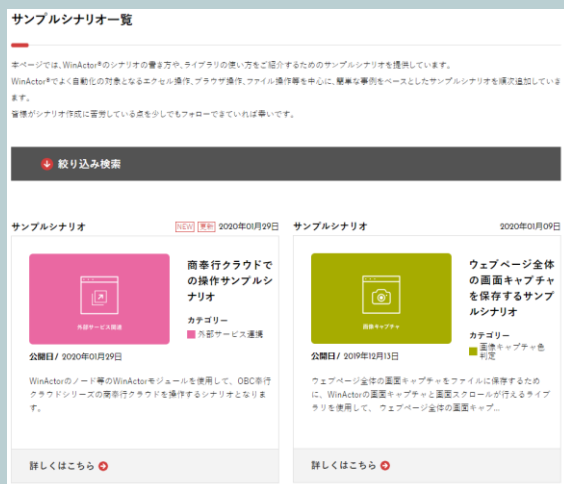 サンプルシナリオ一覧
本ページでは、WinActor®のシナリオの書き方や、ライブラリの使い方をご紹介するためのサンプルシナリオを提供しています。
WinActor®でよく自動化の対象となるエクセル操作、ブラウザ操作、ファイル操作等を中心に、簡単な事例をベースとしたサンプルシナリオを順次追加していき
ます。
皆様がシナリオ作成に苦労している点を少しでもフォローできていれば幸いです。
絞り込み検索
サンプルシナリオ NEW 更新 2020年01月29日
外部サービス連携
商奉行クラウドで
の操作サンプルシ
ナリオ
カテゴリー
外部サービス連携
公開日/ 2020年01月29日
WinActorのノード等のWinActorモジュールを使用して、OBC奉行
クラウドシリーズの商奉行クラウドを操作するシナリオとなりま
す。
詳しくはこちら
サンプルシナリオ 2020年01月09日
画像キャプチャ
ウェブページ全体
の画面キャプチャ
を保存するサンプ
ルシナリオ
カテゴリー
画像キャプチャ色
判定
公開日/ 2019年12月13日
ウェブページ全体の画面キャプチャをファイルに保存するため
に、WinActorの画面キャプチャと画面スクロールが行えるライブ
ラリを使用して、 ウェブページ全体の画面キャプ...
詳しくはこちら